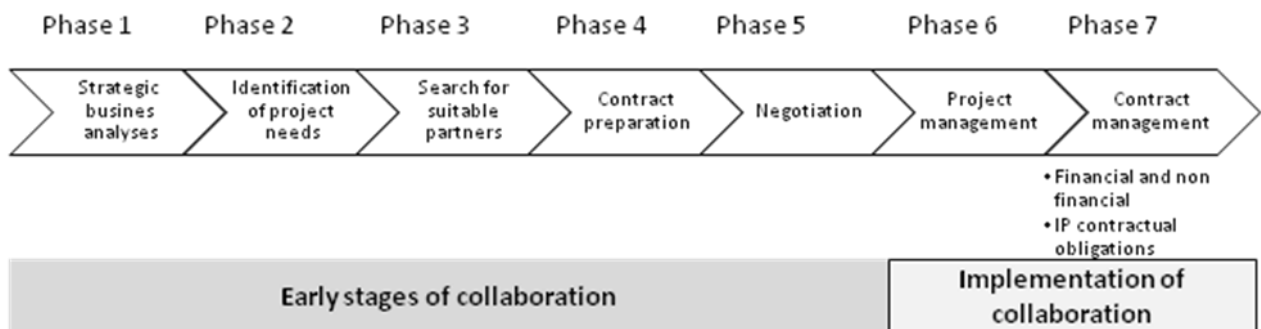 Phase 1 Phase 2 Phase 3 Phase 4 Phase 5 Phase 6 Phase 7
Strategic
busines
analyses
Identification
of project
needs
Search for
suitable
partners
Contract
preparation
Negotiation
Project
management
Contract
management
• Financial and non
financial
• IP contractual
obligations
Early stages of collaboration
Implementation of
collaboration